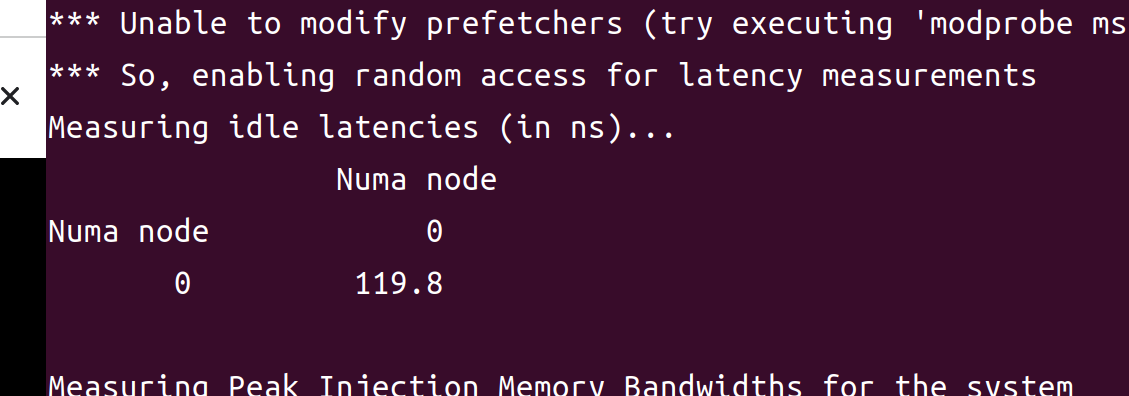 *** Unable to modify prefetchers (try executing 'modprobe ms
*** So, enabling random access for latency measurements
Measuring idle latencies (in ns)...
Numa node
Numa node 0
0 119.8
Measuring Peak Injection Memory Bandwidths for the system